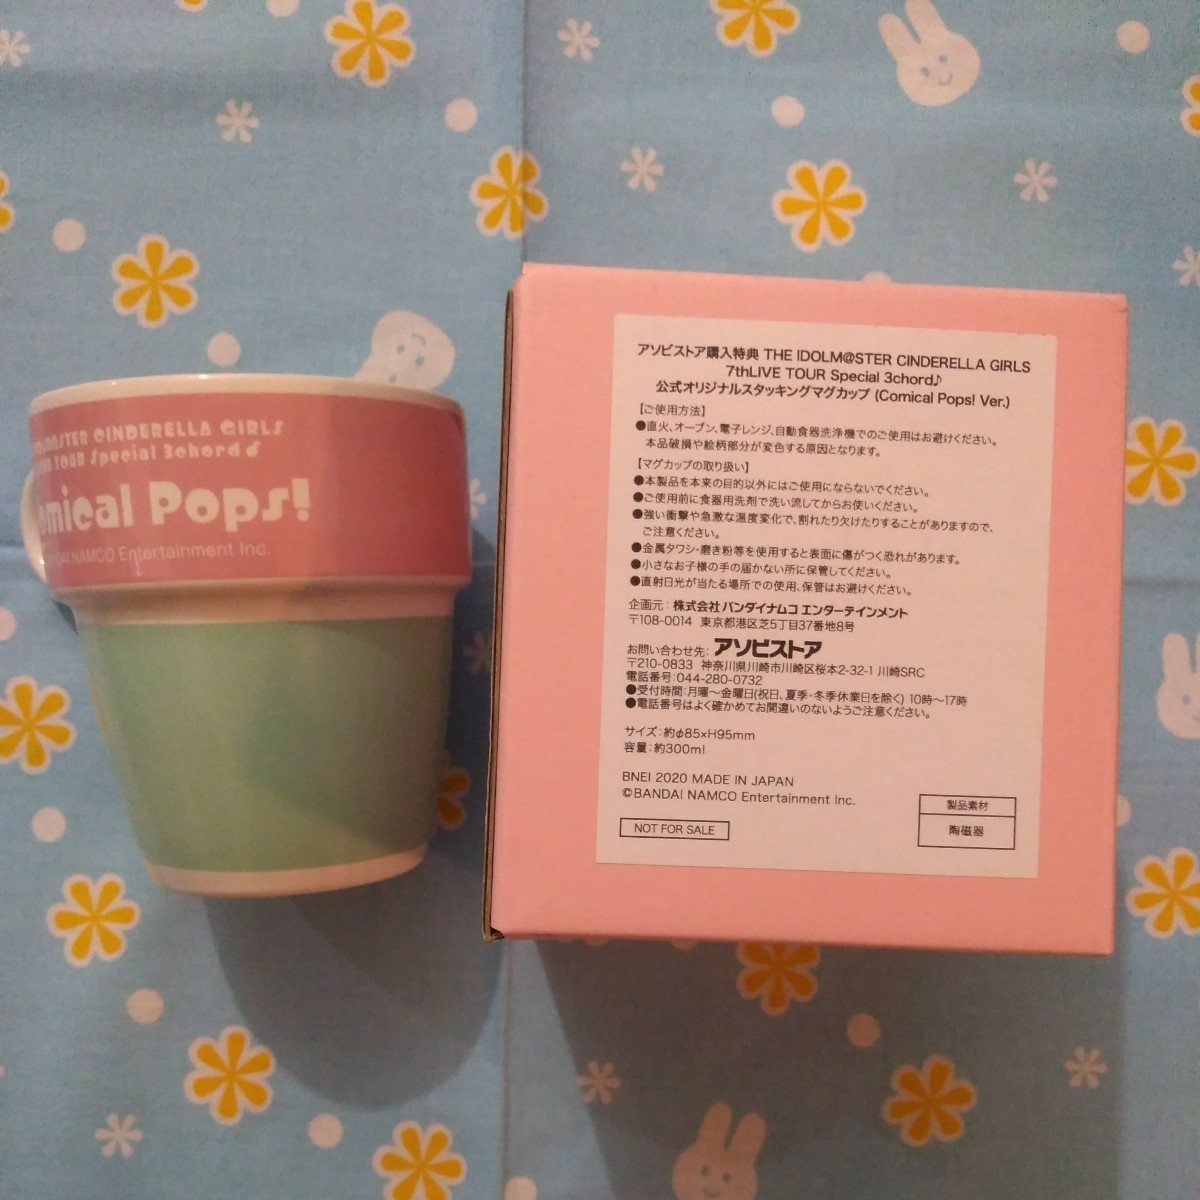 CINDERELLA GIRLS
TOUR Special 3chord♪
Pops!
NAMCO Entertainment Inc.
アソビストア購入特典 THE IDOLM@STER CINDERELLA GIRLS
7thLIVE TOUR Special 3chord♪
公式オリジナルスタッキングマグカップ (Comical Pops! Ver.)
【ご使用方法】
●直火、オーブン、電子レンジ、自動食器洗浄機でのご使用はお避けください。
本品破損や絵柄部分が変色する原因となります。
【マグカップの取り扱い】
●本製品を本来の目的以外にはご使用にならないでください。
●ご使用前に食器用洗剤で洗い流してからお使いください。
●強い衝撃や急激な温度変化で、割れたり欠けたりすることがありますので、
ご注意ください。
●金属タワシ・磨き粉等を使用すると表面に傷がつく恐れがあります。
●小さなお子様の手の届かない所に保管してください。
●直射日光が当たる場所での使用、保管はお避けください。
企画元：株式会社バンダイナムコエンターテインメント
〒108-0014 東京都港区芝5丁目37番地8号
お問い合わせ先：アソビストア
〒210-0833 神奈川県川崎市川崎区桜本2-32-1 川崎SRC
電話番号：044-280-0732
●受付時間：月曜～金曜日(祝日、夏季・冬季休業日を除く) 10時～17時
●電話番号はよく確かめてお間違いのないようご注意ください。
サイズ：約φ85×H95mm
容量：約300ml
BNEI 2020 MADE IN JAPAN
©BANDAI NAMCO Entertainment Inc.
製品素材
陶磁器
NOT FOR SALE